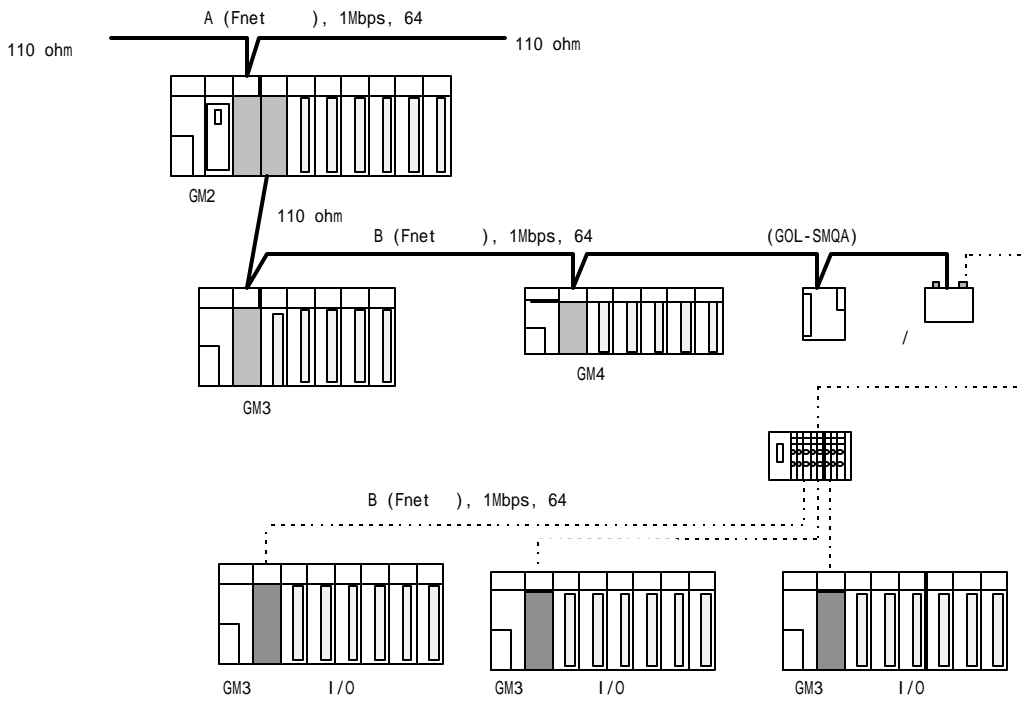 A (Fnet ), 1Mbps, 64
110 ohm
110 ohm
GM2
110 ohm
B (Fnet ), 1Mbps, 64
(GOL-SMQA)
/
GM4
GM3
B (Fnet ), 1Mbps, 64
GM3 I/O
GM3 I/O
GM3 I/O